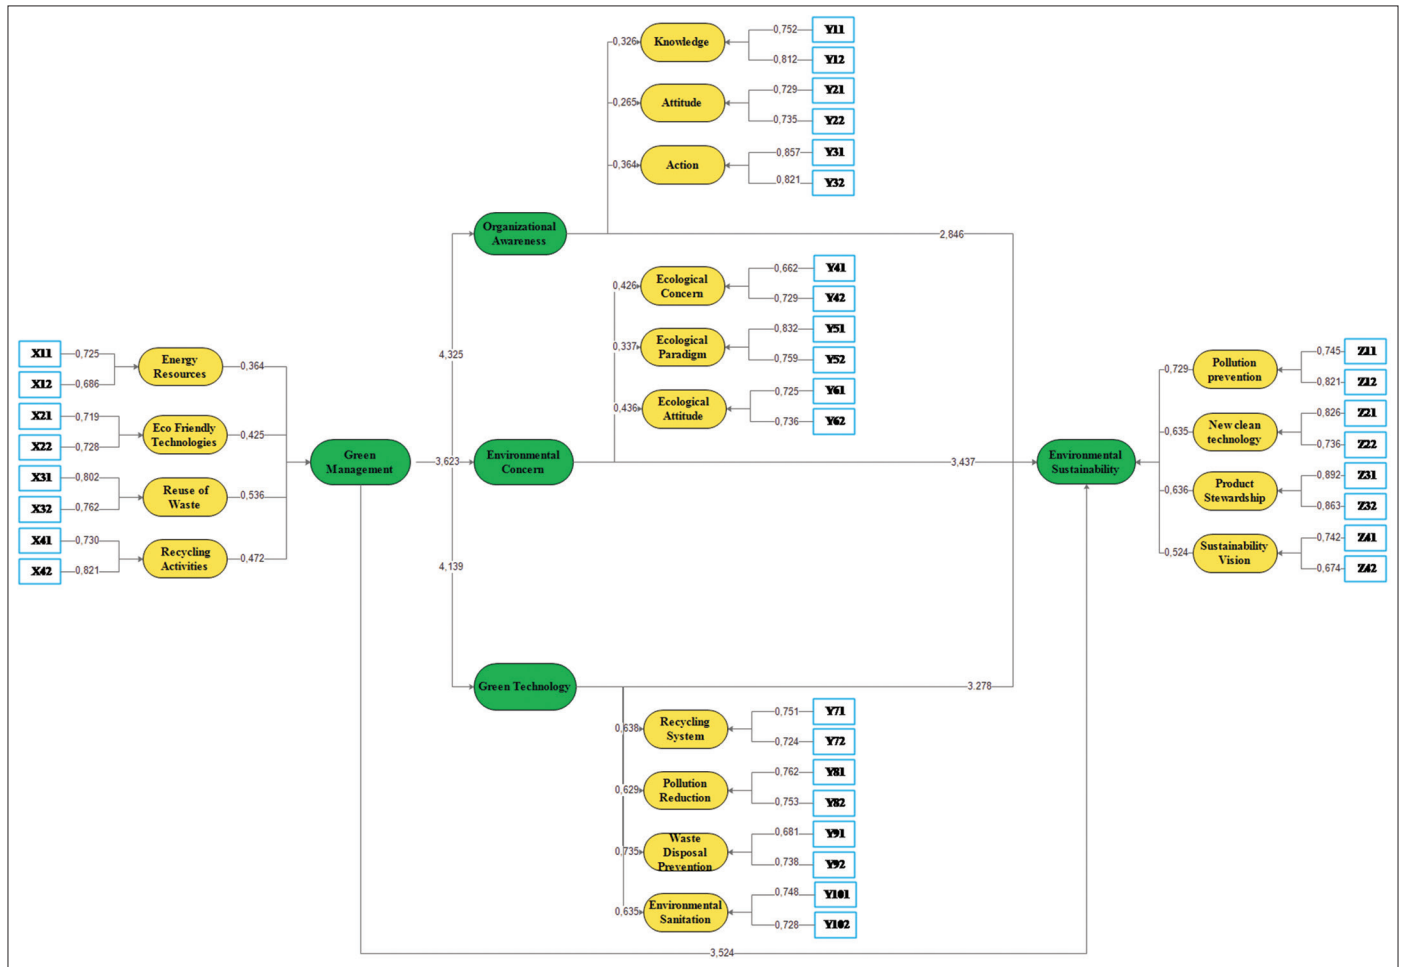 0,326
Knowledge
0,752
Y11
0,812
Y12
0,265
Attitude
0,729
Y21
0,735
Y22
0,364
Action
0,857
Y31
0,821
Y32
Organizational
Awareness
2,846
4,325
0,426
Ecological
Concern
0,662
Y41
0,729
Y42
0,337
Ecological
Paradigm
0,832
Y51
0,759
Y52
0,436
Ecological
Attitude
0,725
Y61
0,736
Y62
X11
0,725
X12
0,686
Energy
Resources
0,364
X21
0,719
X22
0,728
Eco Friendly
Technologies
0,425
X31
0,802
X32
0,762
Reuse of
Waste
0,536
X41
0,730
X42
0,821
Recycling
Activities
0,472
Green
Management
3,623
Environmental
Concern
3,437
Environmental
Sustainability
0,729
Pollution
prevention
0,745
Z11
0,821
Z12
0,635
New clean
technology
0,826
Z21
0,736
Z22
0,636
Product
Stewardship
0,892
Z31
0,863
Z32
0,524
Sustainability
Vision
0,742
Z41
0,674
Z42
4,139
Green Technology
3.278
0,638
Recycling
System
0,751
Y71
0,724
Y72
0,629
Pollution
Reduction
0,762
Y81
0,753
Y82
0,735
Waste
Disposal
Prevention
0,681
Y91
0,738
Y92
0,635
Environmental
Sanitation
0,748
Y101
0,728
Y102
3,524